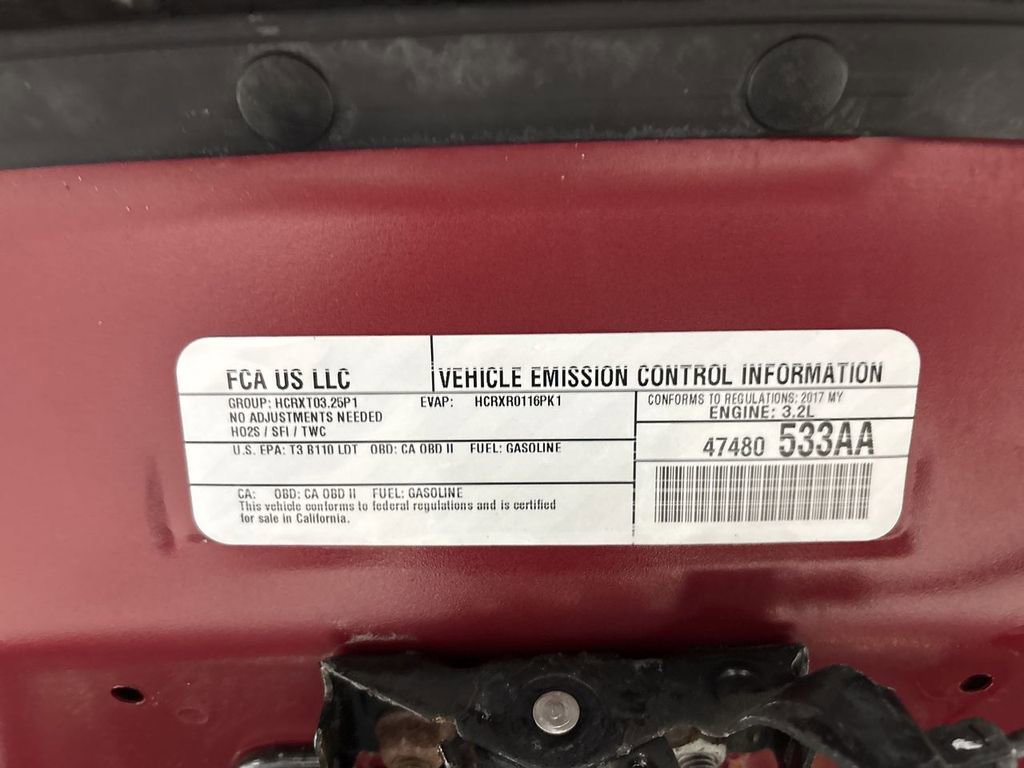 FCA US LLC
VEHICLE EMISSION CONTROL INFORMATION
GROUP: HCRXT03.25P1 EVAP: HCRXR0116PK1
NO ADJUSTMENTS NEEDED
HO2S / SFI / TWC
CONFORMS TO REGULATIONS: 2017 MY
ENGINE: 3.2L
U.S. EPA: T3 B110 LDT OBD: CA OBD II FUEL: GASOLINE
47480 533AA
CA: OBD: CA OBD II FUEL: GASOLINE
This vehicle conforms to federal regulations and is certified
for sale in California.